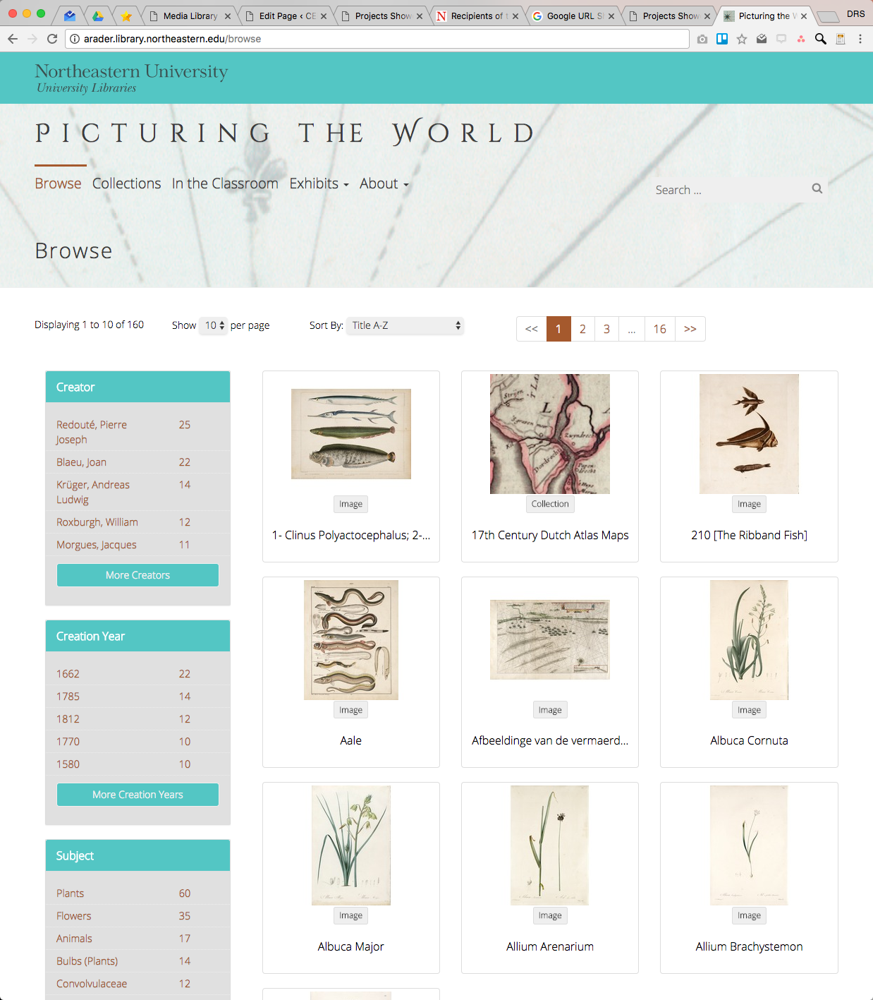 Media Library
Edit Page ‹ CE
Projects Show
Recipients of t
Google URL Sh
Projects Show
Picturing the W
DRS
arader.library.northeastern.edu/browse
Northeastern University
University Libraries
PICTURING THE WORLD
Browse Collections In the Classroom Exhibits About
Search ...
Browse
Displaying 1 to 10 of 160 Show 10 per page Sort By: Title A-Z << 1 2 3 ... 16 >>
Creator
Redouté, Pierre Joseph 25
Blaeu, Joan 22
Krüger, Andreas Ludwig 14
Roxburgh, William 12
Morgues, Jacques 11
More Creators
Creation Year
1662 22
1785 14
1812 12
1770 10
1580 10
More Creation Years
Subject
Plants 60
Flowers 35
Animals 17
Bulbs (Plants) 14
Convolvulaceae 12
Image
1- Clinus Polyactocephalus; 2-...
Strijen
Zwyndrecht
Dordrecht
Collection
17th Century Dutch Atlas Maps
Image
210 [The Ribband Fish]
Image
Aale
Image
Afbeeldinge van de vermaerd...
Image
Albuca Cornuta
Image
Albuca Major
Image
Allium Arenarium
Image
Allium Brachystemon